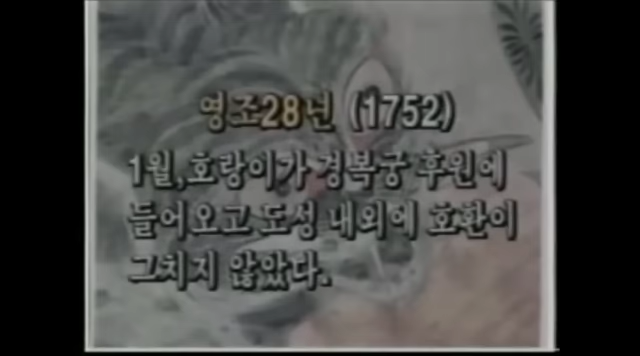 영조28년 (1752)
1월,호랑이가 경복궁 후원에
들어오고 도성 내외에 호환이
그치지 않았다.